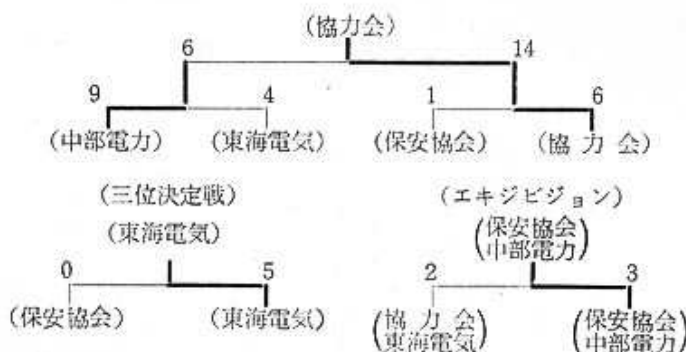 (協力会)
6 14
9 4 1 6
(中部電力) (東海電気) (保安協会) (協力会)
(三位決定戦) (エキジビジョン)
(東海電気) (保安協会
中部電力)
0 5 2 3
(保安協会) (東海電気) (協力会
東海電気) (保安協会
中部電力)